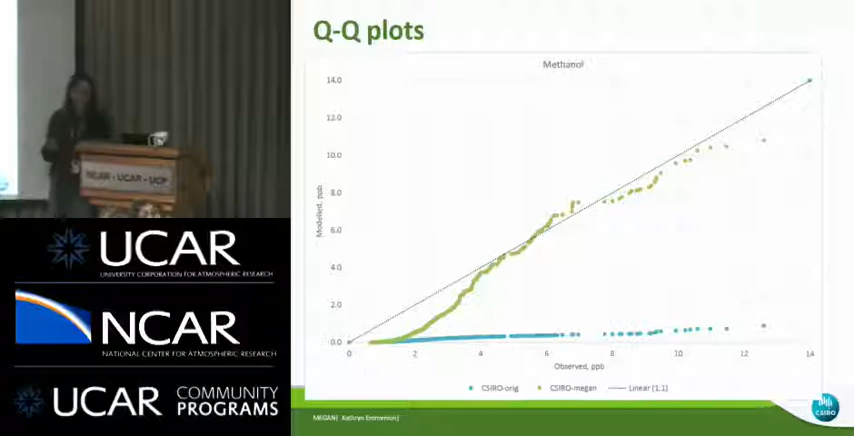 Q-Q plots
Methanol
14.0
12.0
10.0
8.0
6.0
4.0
2.0
0.0
Modelled, ppb
0 2 4 6 8 10 12 14
Observed, ppb
CSIRO-orig CSIRO-megan Linear (1:1)
NCAR - UCAR - UCP
UCAR
UNIVERSITY CORPORATION FOR ATMOSPHERIC RESEARCH
NCAR
NATIONAL CENTER FOR ATMOSPHERIC RESEARCH
UCAR COMMUNITY
PROGRAMS
MEGAN| Kathryn Emmerson|
CSIRO